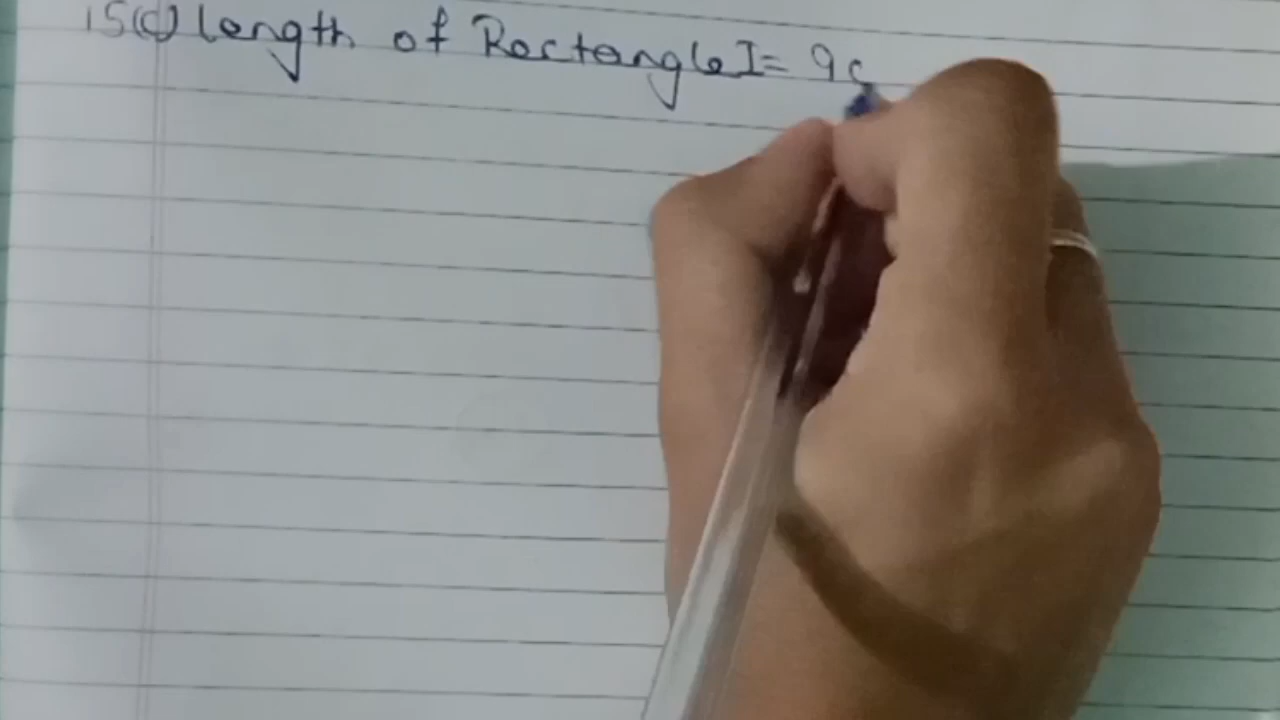 15(c) length of Rectangle I = 9c